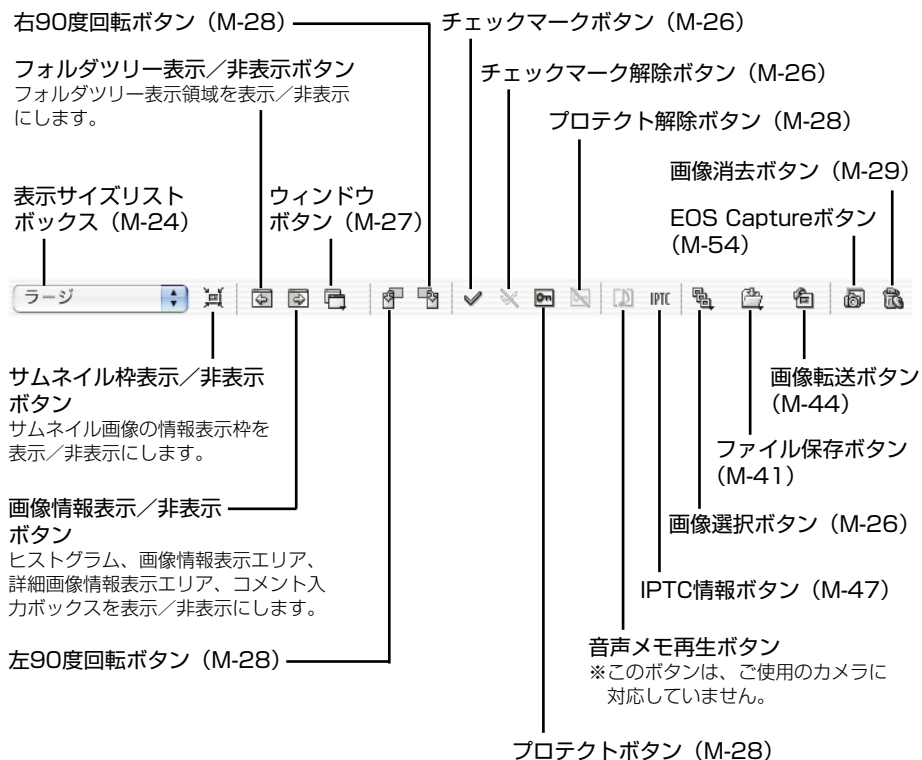 右90度回転ボタン（M-28）
チェックマークボタン（M-26）
フォルダツリー表示／非表示ボタン
フォルダツリー表示領域を表示／非表示
にします。
チェックマーク解除ボタン（M-26）
プロテクト解除ボタン（M-28）
画像消去ボタン（M-29）
表示サイズリスト
ボックス（M-24）
ウィンドウ
ボタン（M-27）
EOS Captureボタン
（M-54）
ラージ
IPTC
サムネイル枠表示／非表示
ボタン
サムネイル画像の情報表示枠を
表示／非表示にします。
画像転送ボタン
（M-44）
ファイル保存ボタン
（M-41）
画像情報表示／非表示
ボタン
ヒストグラム、画像情報表示エリア、
詳細画像情報表示エリア、コメント入
力ボックスを表示／非表示にします。
画像選択ボタン（M-26）
IPTC情報ボタン（M-47）
左90度回転ボタン（M-28）
音声メモ再生ボタン
※このボタンは、ご使用のカメラに
対応していません。
プロテクトボタン（M-28）